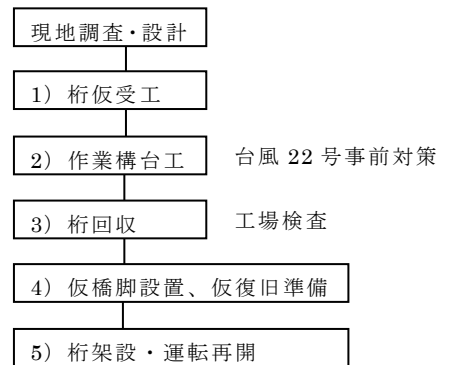 現地調査・設計
1) 桁仮受工
2) 作業構台工
台風 22 号事前対策
3) 桁回収
工場検査
4) 仮橋脚設置、仮復旧準備
5) 桁架設・運転再開